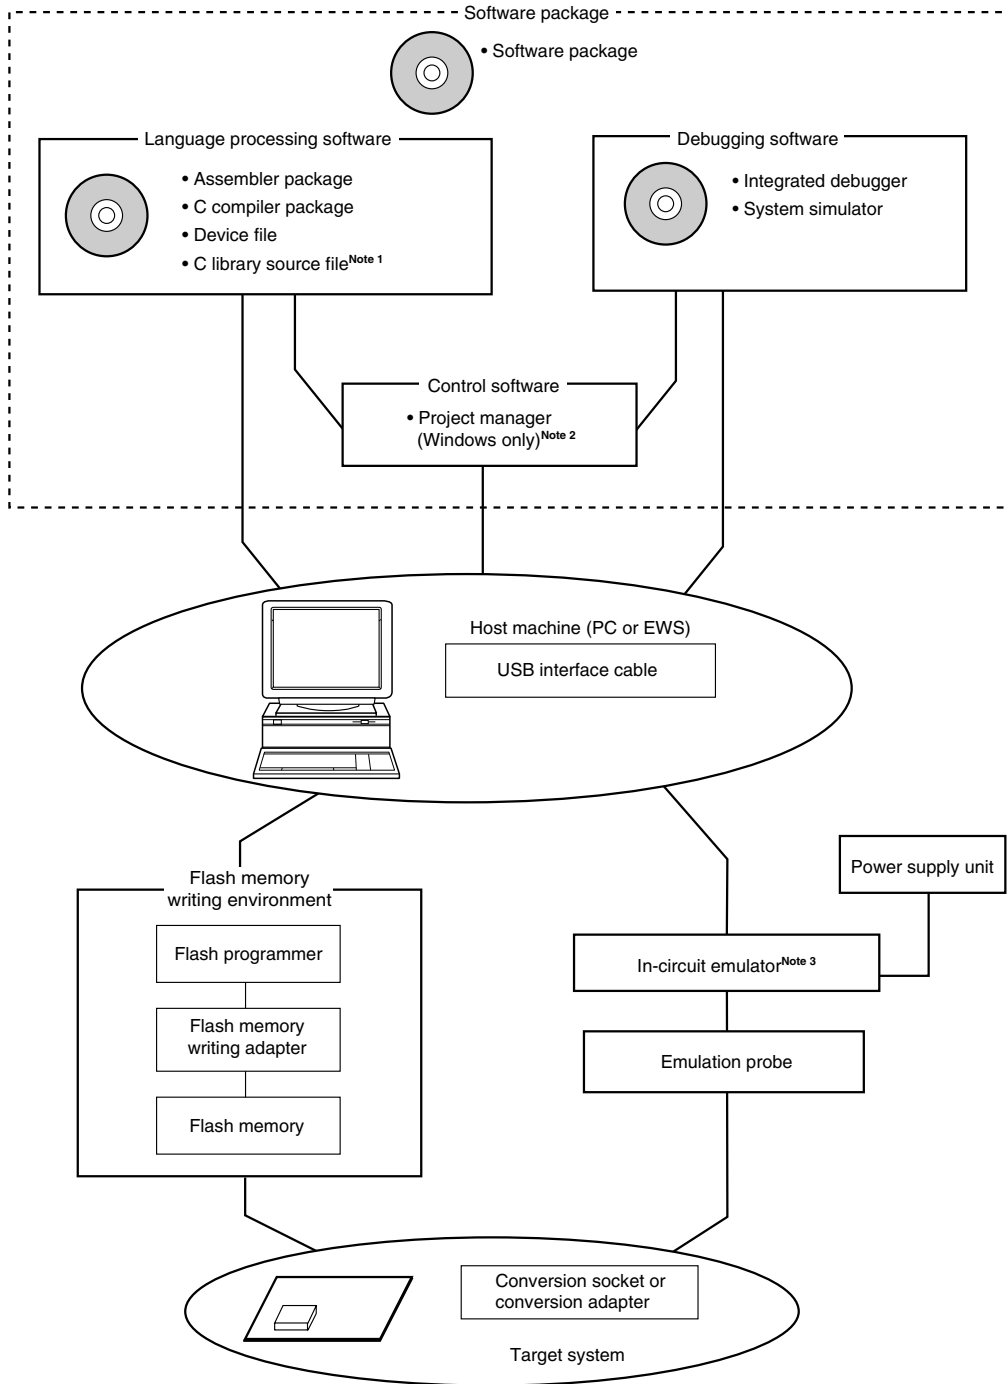 Software package
• Software package
Language processing software
• Assembler package
• C compiler package
• Device file
• C library source fileNote 1
Debugging software
• Integrated debugger
• System simulator
Control software
• Project manager
(Windows only)Note 2
Host machine (PC or EWS)
USB interface cable
Flash memory
writing environment
Flash programmer
Flash memory
writing adapter
Flash memory
Power supply unit
In-circuit emulatorNote 3
Emulation probe
Conversion socket or
conversion adapter
Target system